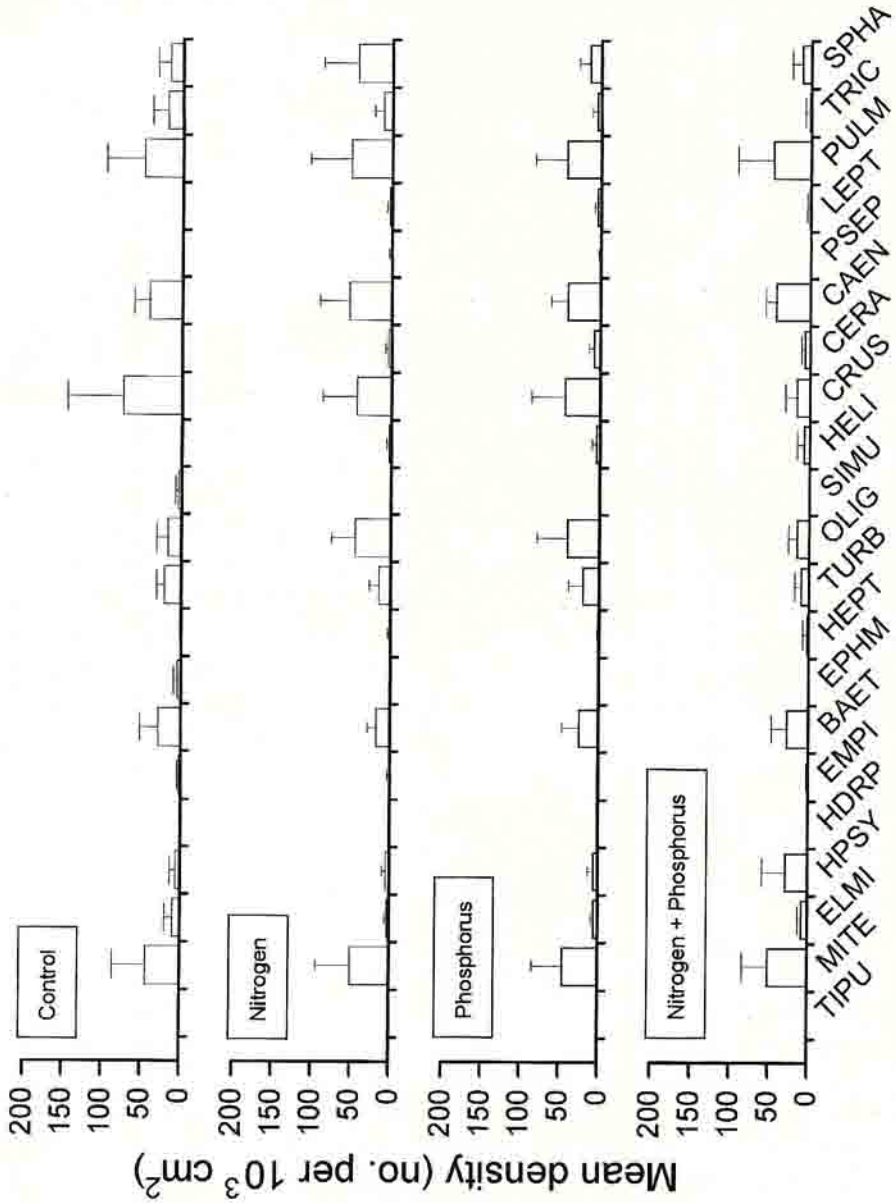 Mean density (no. per 10³ cm²)
Control
200
150
100
50
0
Nitrogen
200
150
100
50
0
Phosphorus
200
150
100
50
0
Nitrogen + Phosphorus
200
150
100
50
0
TIPU
MITE
ELMI
HPSY
HDRP
EMPI
BAET
EPHM
HEPT
TURB
OLIG
SIMU
HELI
CRUS
CERA
CAEN
PSEP
LEPT
PULM
TRIC
SPHA